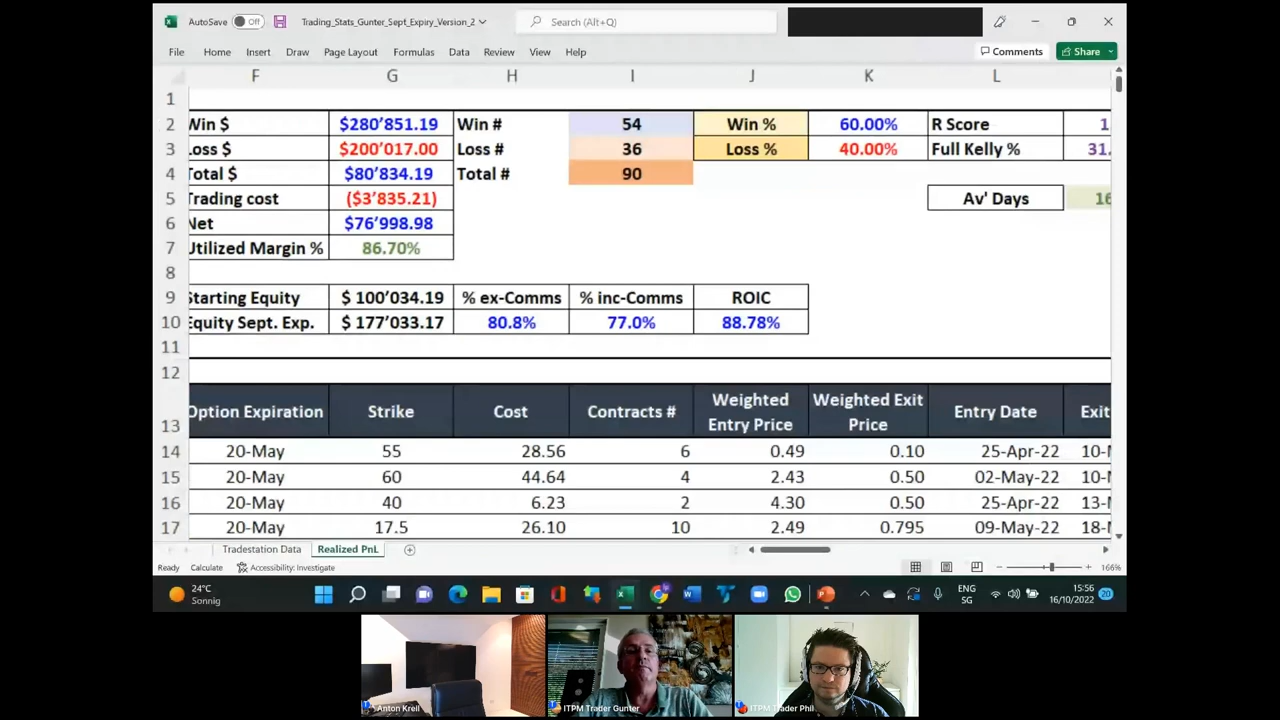 AutoSave Off Trading_Stats_Gunter_Sept_Expiry_Version_2 Search (Alt+Q)
File Home Insert Draw Page Layout Formulas Data Review View Help Comments Share
F G H I J K L
1
2 Win $ $280’851.19 Win # 54 Win % 60.00% R Score 1
3 Loss $ $200’017.00 Loss # 36 Loss % 40.00% Full Kelly % 31.
4 Total $ $80’834.19 Total # 90
5 Trading cost ($3’835.21) Av' Days 16
6 Net $76’998.98
7 Utilized Margin % 86.70%
8
9 Starting Equity $ 100’034.19 % ex-Comms % inc-Comms ROIC
10 Equity Sept. Exp. $ 177’033.17 80.8% 77.0% 88.78%
11
12
13 Option Expiration Strike Cost Contracts # Weighted Entry Price Weighted Exit Price Entry Date Exit
14 20-May 55 28.56 6 0.49 0.10 25-Apr-22 10-
15 20-May 60 44.64 4 2.43 0.50 02-May-22 10-
16 20-May 40 6.23 2 4.30 0.50 25-Apr-22 13-
17 20-May 17.5 26.10 10 2.49 0.795 09-May-22 18-
Tradestation Data Realized PnL
Ready Calculate Accessibility: Investigate 166%
24°C
Sonnig
ENG
SG
15:56
16/10/2022
20
Anton Kreil ITPM Trader Gunter ITPM Trader Phil